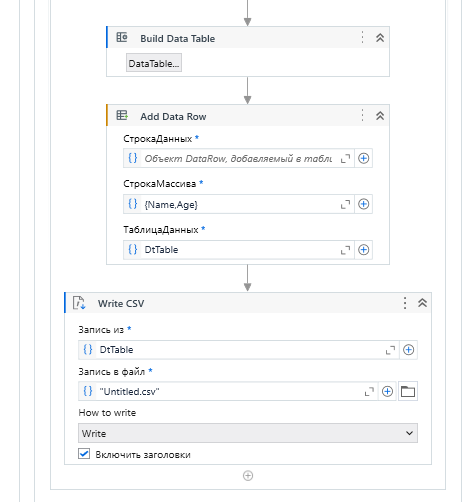 Build Data Table
DataTable...
Add Data Row
СтрокаДанных *
{} Объект DataRow, добавляемый в табли
СтрокаМассива *
{} {Name,Age}
ТаблицаДанных *
{} DtTable
Write CSV
Запись из *
{} DtTable
Запись в файл *
{} "Untitled.csv"
How to write
Write
Включить заголовки